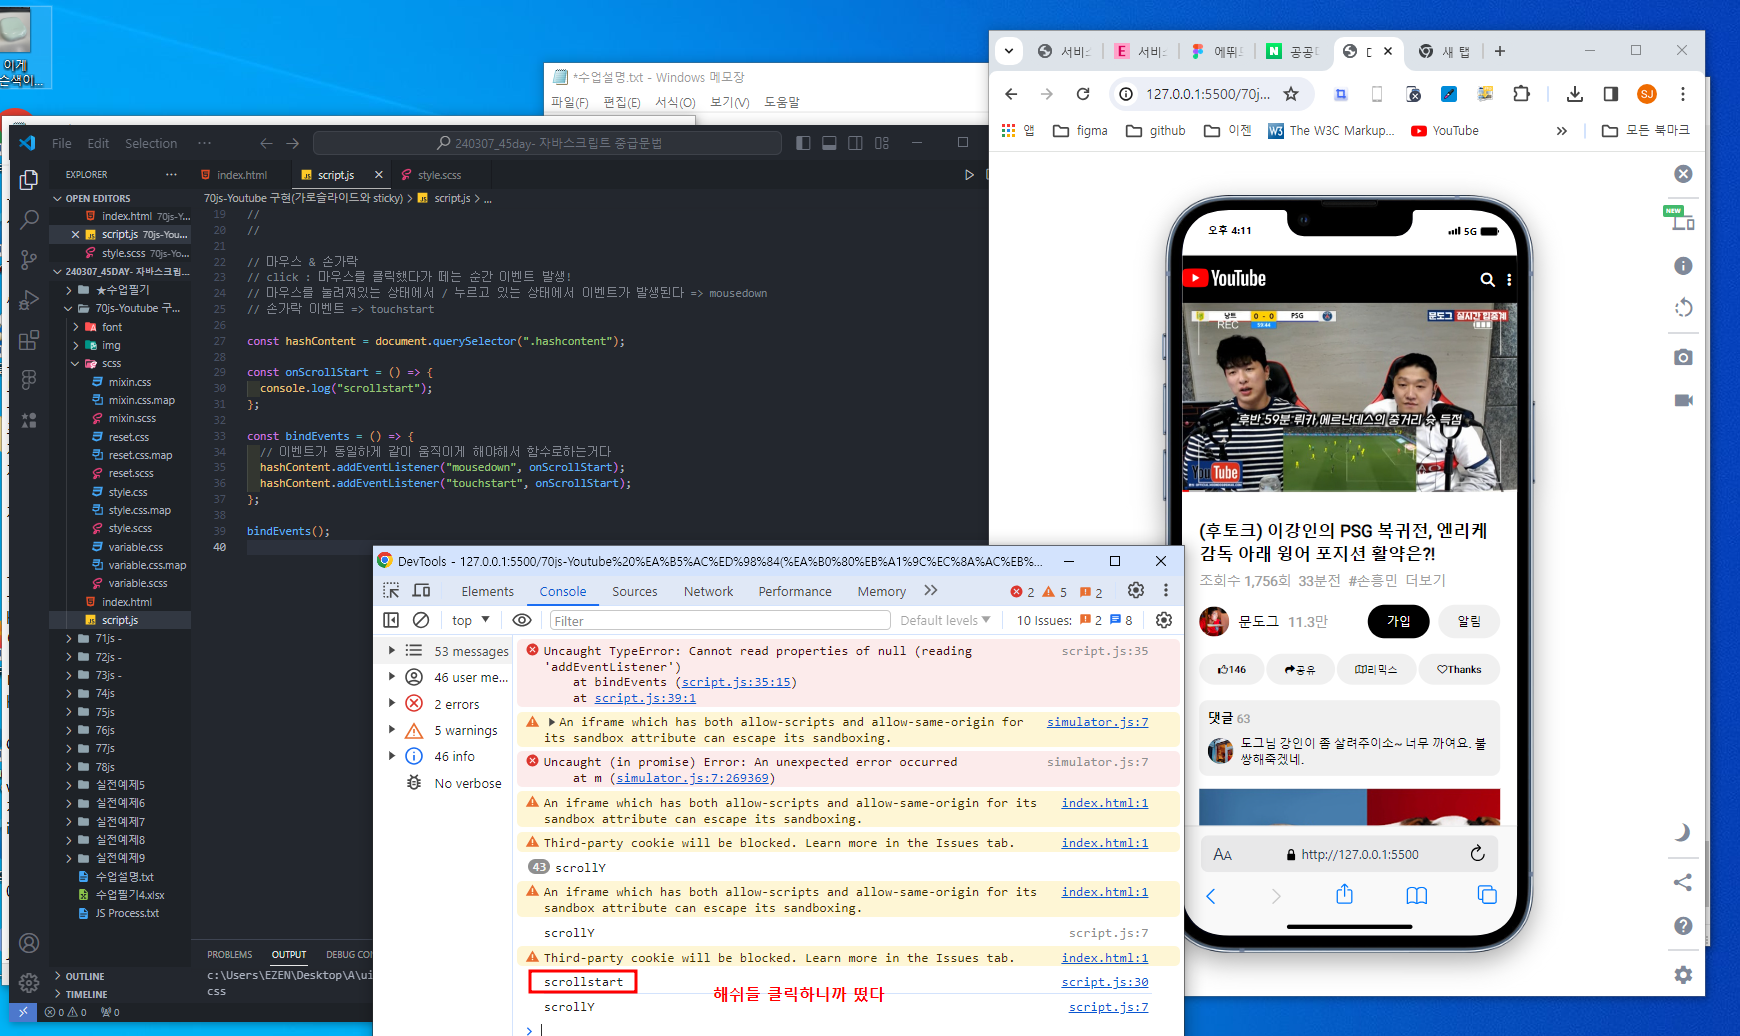 이게
슨색이...
*수업설명.txt - Windows 메모장
파일(F) 편집(E) 서식(O) 보기(V) 도움말
File Edit Selection ···
240307_45day- 자바스크립트 중급문법
EXPLORER ···
OPEN EDITORS
index.html 70js-Y...
script.js 70js-You...
style.css 70js-Yo...
240307_45DAY- 자바스크립...
★수업필기
70js-Youtube 구...
font
img
scss
mixin.css
mixin.css.map
mixin.scss
reset.css
reset.css.map
reset.scss
style.css
style.css.map
style.scss
variable.css
variable.css.map
variable.scss
index.html
script.js
71js -
72js -
73js -
74js
75js
76js
77js
78js
실전예제5
실전예제6
실전예제7
실전예제8
실전예제9
수업설명.txt
수업필기4.xlsx
JS Process.txt
OUTLINE
TIMELINE
0 0 0
index.html script.js style.css
70js-Youtube 구현(가로슬라이드와 sticky) > script.js > ...
19 //
20 //
21
22 // 마우스 & 손가락
23 // click : 마우스를 클릭했다가 떼는 순간 이벤트 발생!
24 // 마우스를 눌려져있는 상태에서 / 누르고 있는 상태에서 이벤트가 발생된다 => mousedown
25 // 손가락 이벤트 => touchstart
26
27 const hashContent = document.querySelector(".hashcontent");
28
29 const onScrollStart = () => {
30 console.log("scrollstart");
31 };
32
33 const bindEvents = () => {
34 // 이벤트가 동일하게 같이 움직이게 해야해서 함수로하는거다
35 hashContent.addEventListener("mousedown", onScrollStart);
36 hashContent.addEventListener("touchstart", onScrollStart);
37 };
38
39 bindEvents();
40
PROBLEMS OUTPUT DEBUG CON
c:\Users\EZEN\Desktop\A\ui
css
DevTools - 127.0.0.1:5500/70js-Youtube%20%EA%B5%AC%ED%98%84(%EA%B0%80%EB%A1%9C%EC%8A%AC%EB%...
Elements Console Sources Network Performance Memory 2 5 2
top Filter Default levels 10 Issues: 2 8
53 messages
46 user me...
2 errors
5 warnings
46 info
No verbose
Uncaught TypeError: Cannot read properties of null (reading script.js:35
'addEventListener')
at bindEvents (script.js:35:15)
at script.js:39:1
An iframe which has both allow-scripts and allow-same-origin for simulator.js:7
its sandbox attribute can escape its sandboxing.
Uncaught (in promise) Error: An unexpected error occurred simulator.js:7
at m (simulator.js:7:269369)
An iframe which has both allow-scripts and allow-same-origin for its index.html:1
sandbox attribute can escape its sandboxing.
Third-party cookie will be blocked. Learn more in the Issues tab. index.html:1
43 scrollY
An iframe which has both allow-scripts and allow-same-origin for its index.html:1
sandbox attribute can escape its sandboxing.
scrollY script.js:7
Third-party cookie will be blocked. Learn more in the Issues tab. index.html:1
scrollstart script.js:30
해쉬들 클릭하니까 떴다
scrollY script.js:7
서비스 E 서비 에뛰 N 공공 D 새 탭
127.0.0.1:5500/70j... SJ
앱 figma github 이젠 W3 The W3C Markup... YouTube 모든 북마크
NEW
오후 4:11 5G
YouTube
낭트 0 - 0 PSG 문도그 실시간 입중계
59:44
REC
후반 59분 뤼카 에르난데스의 중거리 슛 득점
YouTube
(후토크) 이강인의 PSG 복귀전, 엔리케
감독 아래 윙어 포지션 활약은?!
조회수 1,756회 33분전 #손흥민 더보기
문도그 11.3만 가입 알림
146 공유 리믹스 Thanks
댓글 63
도그님 강인이 좀 살려주이소~ 너무 까여요. 불
쌍해죽겠네.
AA http://127.0.0.1:5500